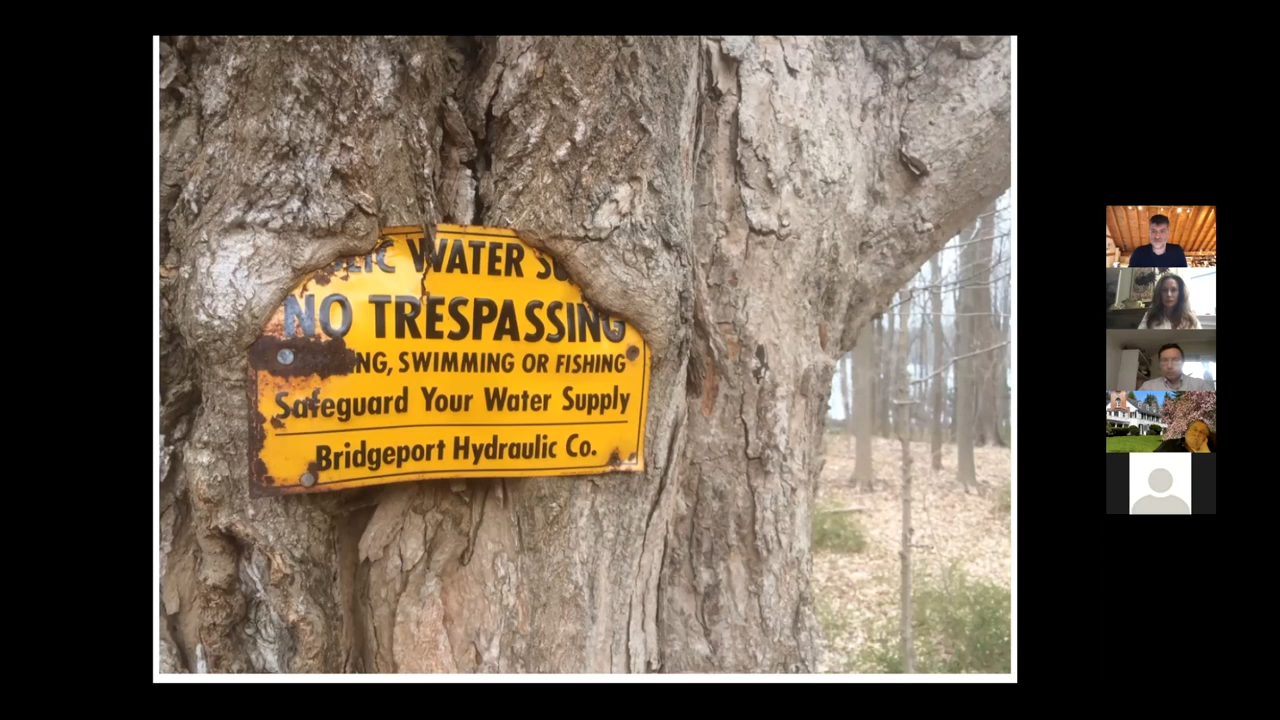 WATER
NO TRESPASSING
SWIMMING OR FISHING
Safeguard Your Water Supply
Bridgeport Hydraulic Co.